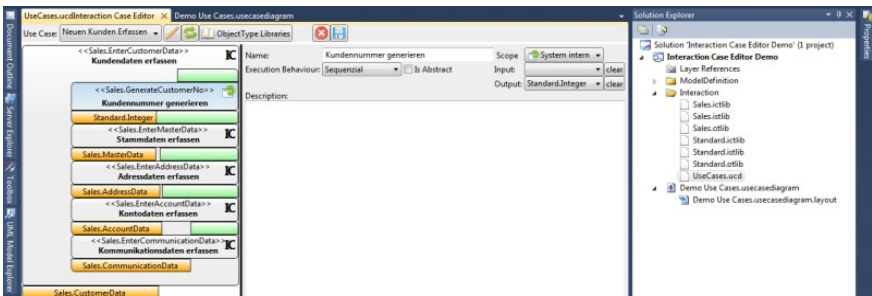 UseCases.ucdInteraction Case Editor
Demo Use Cases.usecasediagram
Use Case: Neuen Kunden Erfassen
ObjectType Libraries
<<Sales.EnterCustomerData>>
Kundendaten erfassen
<<Sales.GenerateCustomerNo>>
Kundennummer generieren
Standard.Integer
<<Sales.EnterMasterData>>
Stammdaten erfassen
Sales.MasterData
<<Sales.EnterAddressData>>
Adressdaten erfassen
Sales.AddressData
<<Sales.EnterAccountData>>
Kontodaten erfassen
Sales.AccountData
<<Sales.EnterCommunicationData>>
Kommunikationsdaten erfassen
Sales.CommunicationData
Sales.CustomerData
IC
IC
IC
IC
IC
Name: Kundennummer generieren Scope System intern
Execution Behaviour: Sequenzial Is Abstract Input: clear
Output: Standard.Integer clear
Description:
Solution Explorer
Solution 'Interaction Case Editor Demo' (1 project)
Interaction Case Editor Demo
Layer References
ModelDefinition
Interaction
Sales.ictlib
Sales.istlib
Sales.otlib
Standard.ictlib
Standard.istlib
Standard.otlib
UseCases.ucd
Demo Use Cases.usecasediagram
Demo Use Cases.usecasediagram.layout
Document Outline
Server Explorer
Toolbox
UML Model Explorer
Properties